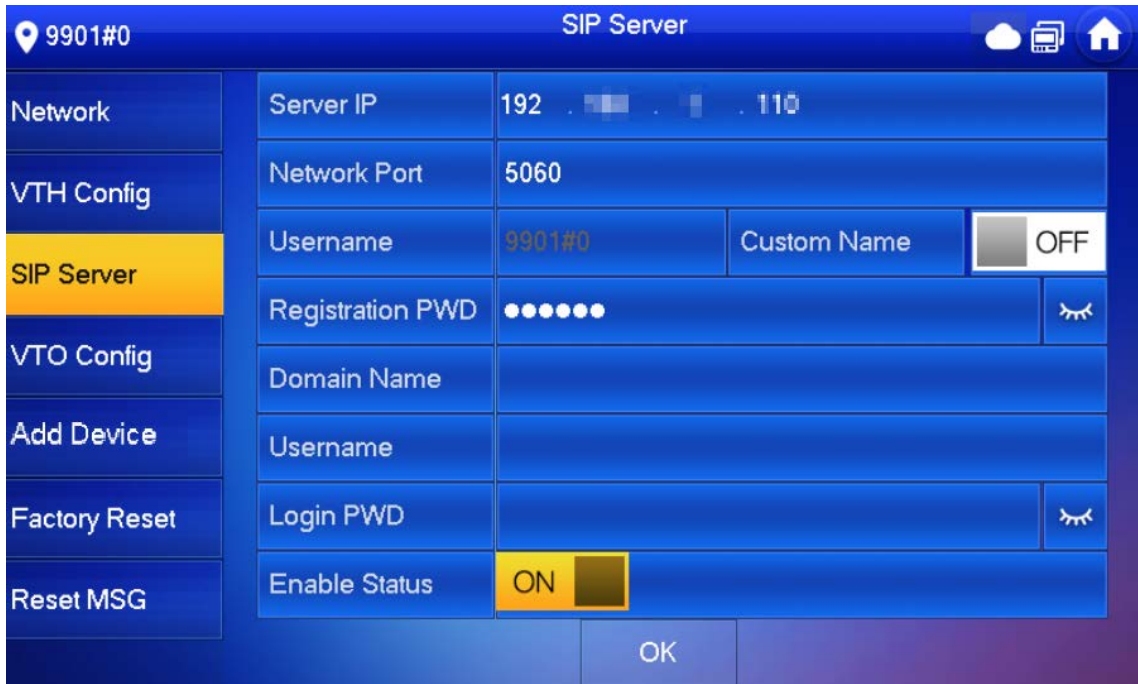 9901#0
SIP Server
Network
VTH Config
SIP Server
VTO Config
Add Device
Factory Reset
Reset MSG
Server IP 192 . . . 110
Network Port 5060
Username 9901#0 Custom Name OFF
Registration PWD ●●●●●●
Domain Name
Username
Login PWD
Enable Status ON
OK